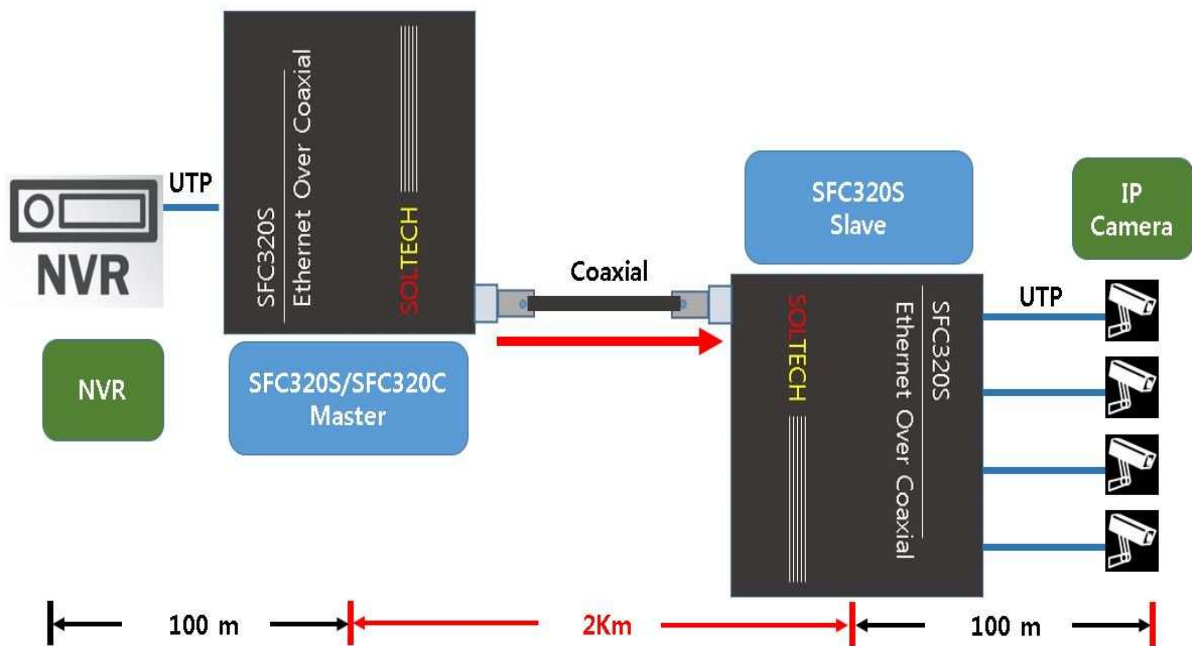 UTP
NVR
NVR
SFC320S
Ethernet Over Coaxial
SOLTECH
SFC320S/SFC320C
Master
Coaxial
SFC320S
Slave
SOLTECH
SFC320S
Ethernet Over Coaxial
UTP
IP
Camera
100 m
2Km
100 m